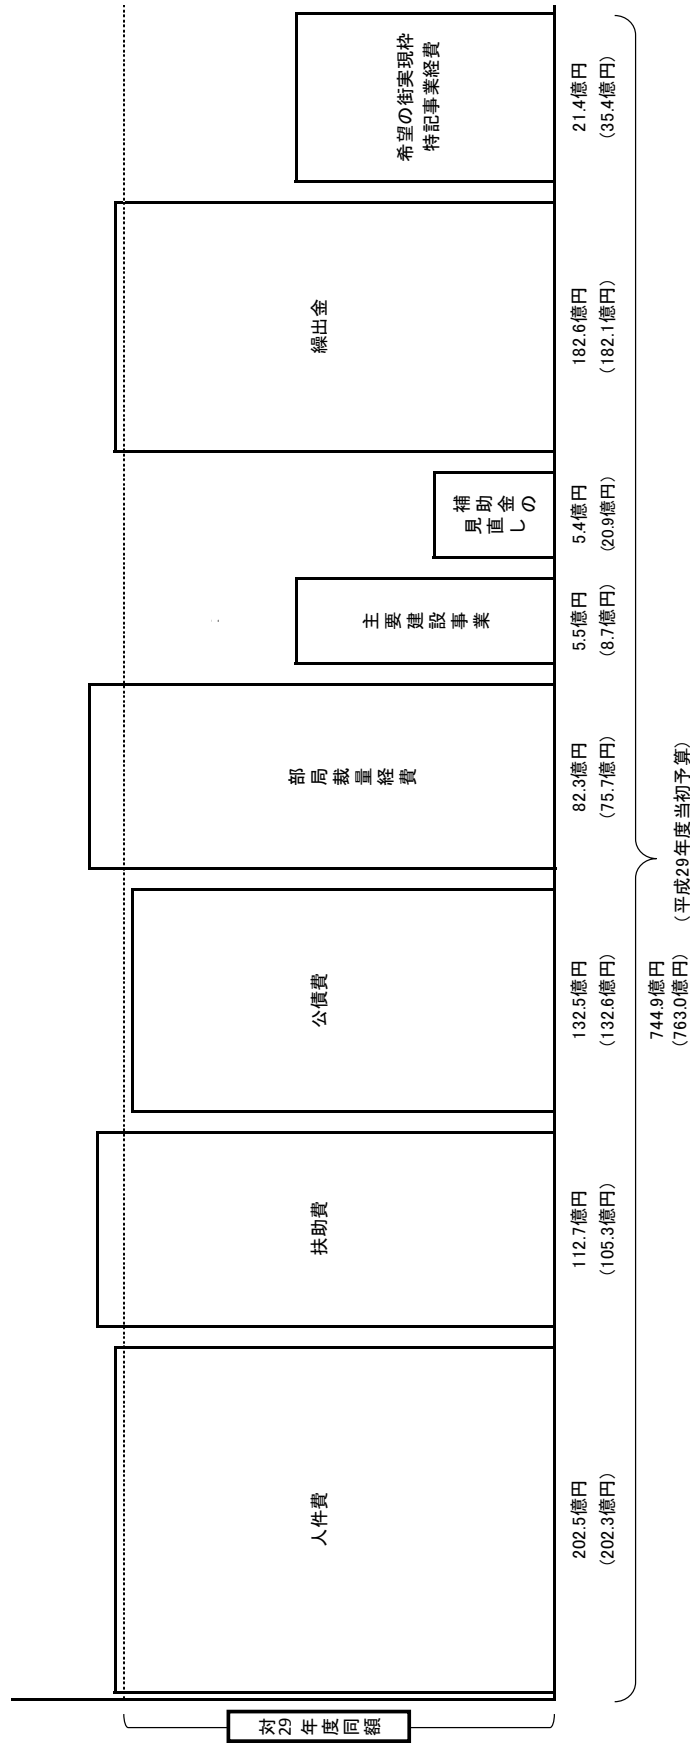 対29年度同額
人件費
扶助費
公債費
部局裁量経費
主要建設事業
補助金の
見直し
繰出金
希望の街実現枠
特記事業経費
202.5億円
(202.3億円)
112.7億円
(105.3億円)
132.5億円
(132.6億円)
82.3億円
(75.7億円)
5.5億円
(8.7億円)
5.4億円
(20.9億円)
182.6億円
(182.1億円)
21.4億円
(35.4億円)
744.9億円
(763.0億円) (平成29年度当初予算)